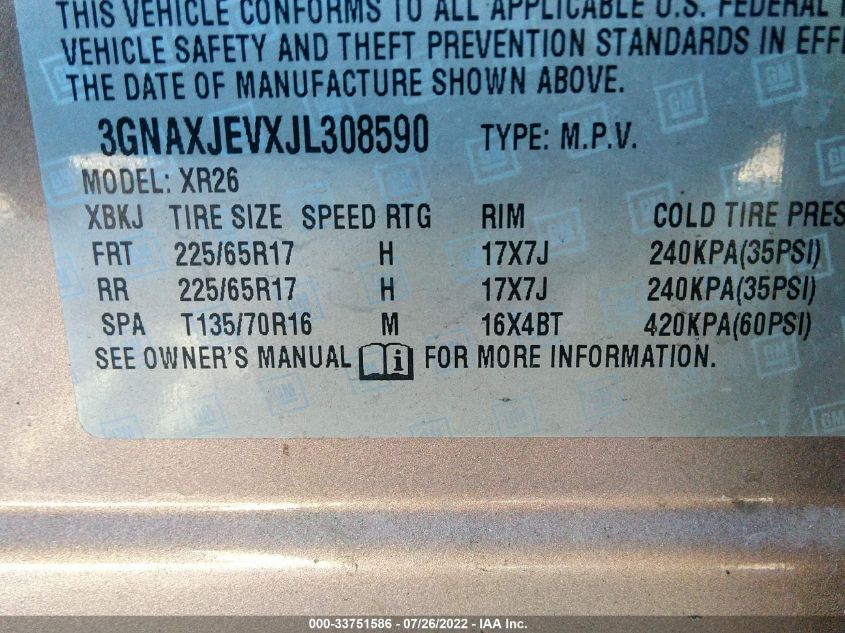 THIS VEHICLE CONFORMS TO ALL APPLICABLE U.S. FEDERAL
VEHICLE SAFETY AND THEFT PREVENTION STANDARDS IN EFF
THE DATE OF MANUFACTURE SHOWN ABOVE.
3GNAXJEVXJL308590 TYPE: M.P.V.
MODEL: XR26
XBKJ TIRE SIZE SPEED RTG RIM COLD TIRE PRES
FRT 225/65R17 H 17X7J 240KPA(35PSI)
RR 225/65R17 H 17X7J 240KPA(35PSI)
SPA T135/70R16 M 16X4BT 420KPA(60PSI)
SEE OWNER'S MANUAL i FOR MORE INFORMATION.
000-33751586 - 07/26/2022 - IAA Inc.